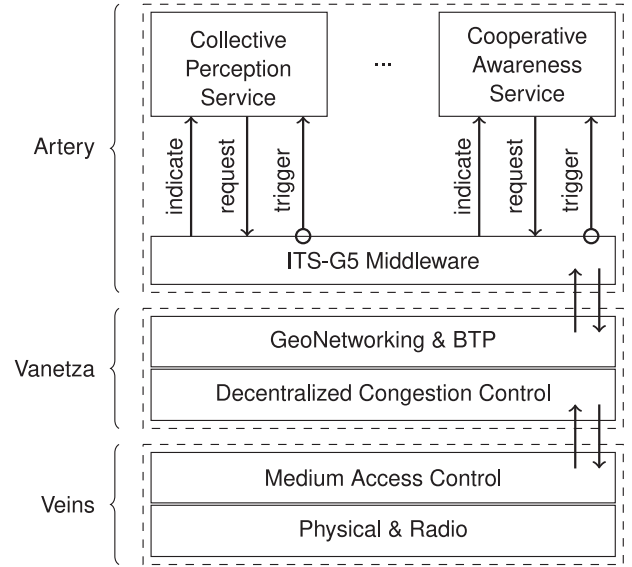 Collective
Perception
Service
...
Cooperative
Awareness
Service
Artery
indicate
request
trigger
indicate
request
trigger
ITS-G5 Middleware
Vanetza
GeoNetworking & BTP
Decentralized Congestion Control
Veins
Medium Access Control
Physical & Radio